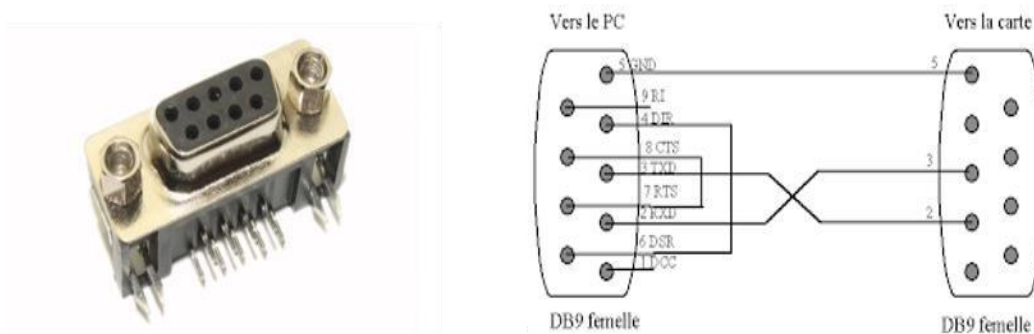 Vers le PC
Vers la carte
5 GND
5
9 RI
4 DIR
8 CTS
3 TXD
3
7 RTS
2 RXD
2
6 DSR
1 DCC
DB9 femelle
DB9 femelle